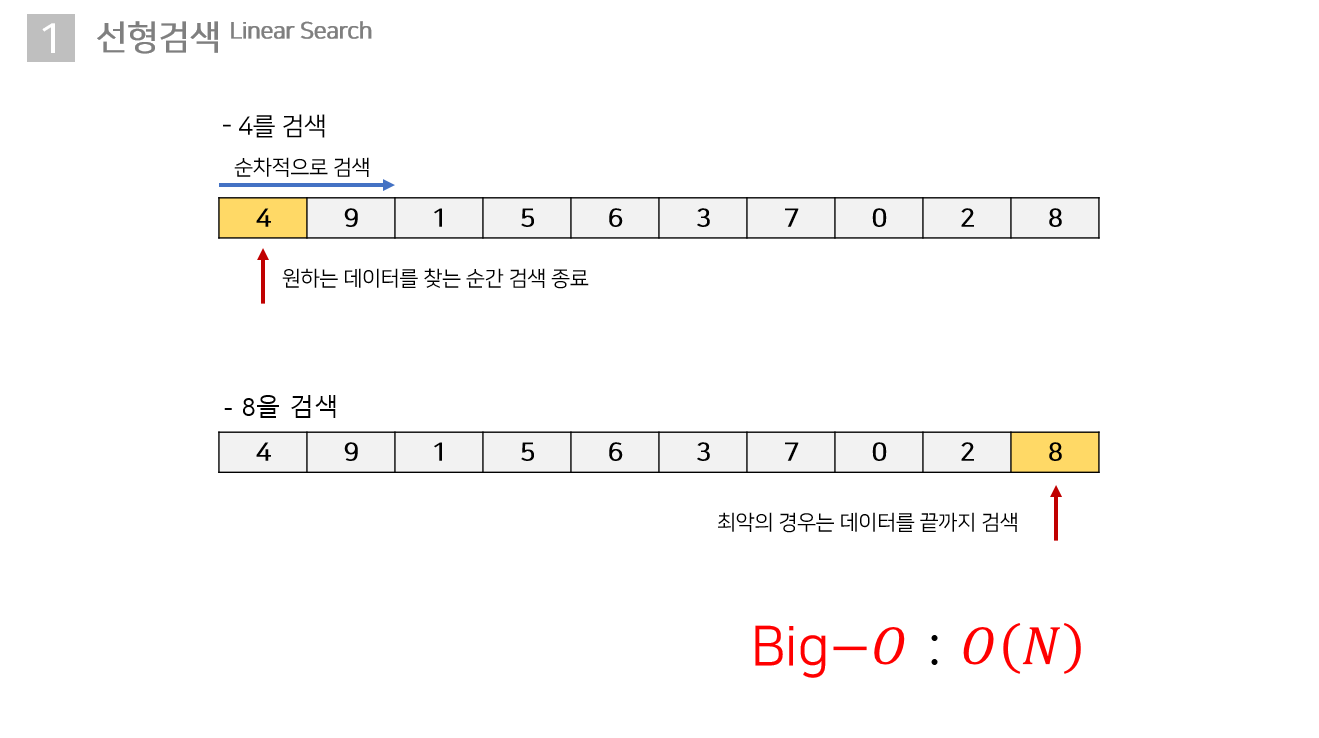 1 선형검색 Linear Search
- 4를 검색
순차적으로 검색
4 9 1 5 6 3 7 0 2 8
원하는 데이터를 찾는 순간 검색 종료
- 8을 검색
4 9 1 5 6 3 7 0 2 8
최악의 경우는 데이터를 끝까지 검색
Big−O : O(N)